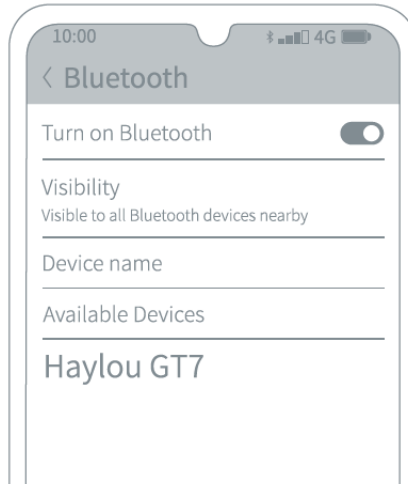 10:00 4G
< Bluetooth
Turn on Bluetooth
Visibility
Visible to all Bluetooth devices nearby
Device name
Available Devices
Haylou GT7